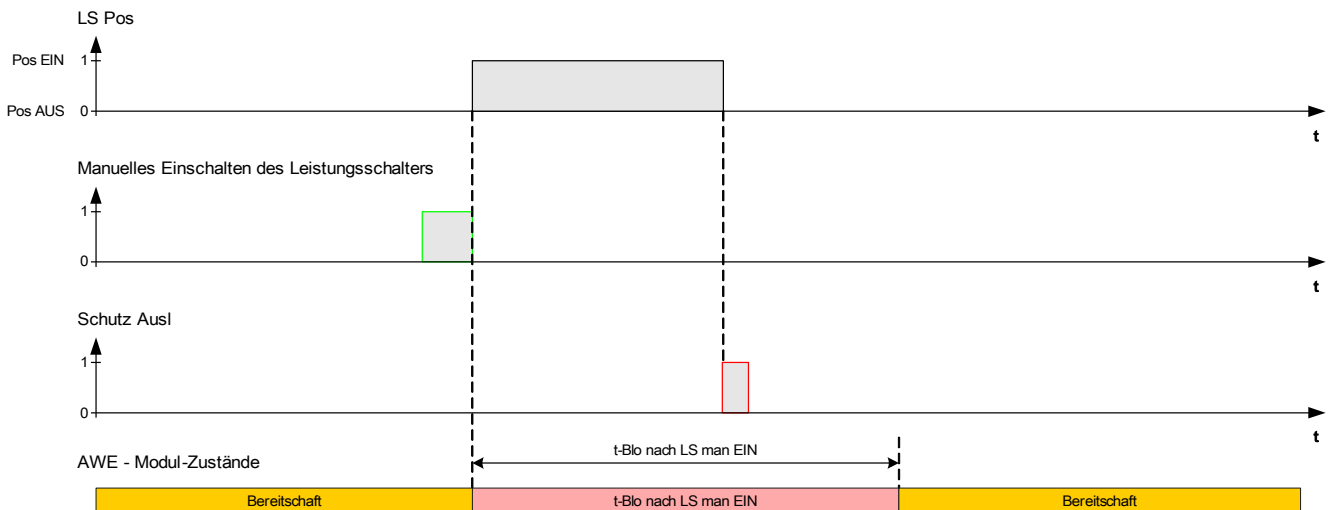 LS Pos
Pos EIN 1
Pos AUS 0
t
Manuelles Einschalten des Leistungsschalters
1
0
t
Schutz Ausl
1
0
t
AWE - Modul-Zustände
t-Blo nach LS man EIN
Bereitschaft t-Blo nach LS man EIN Bereitschaft